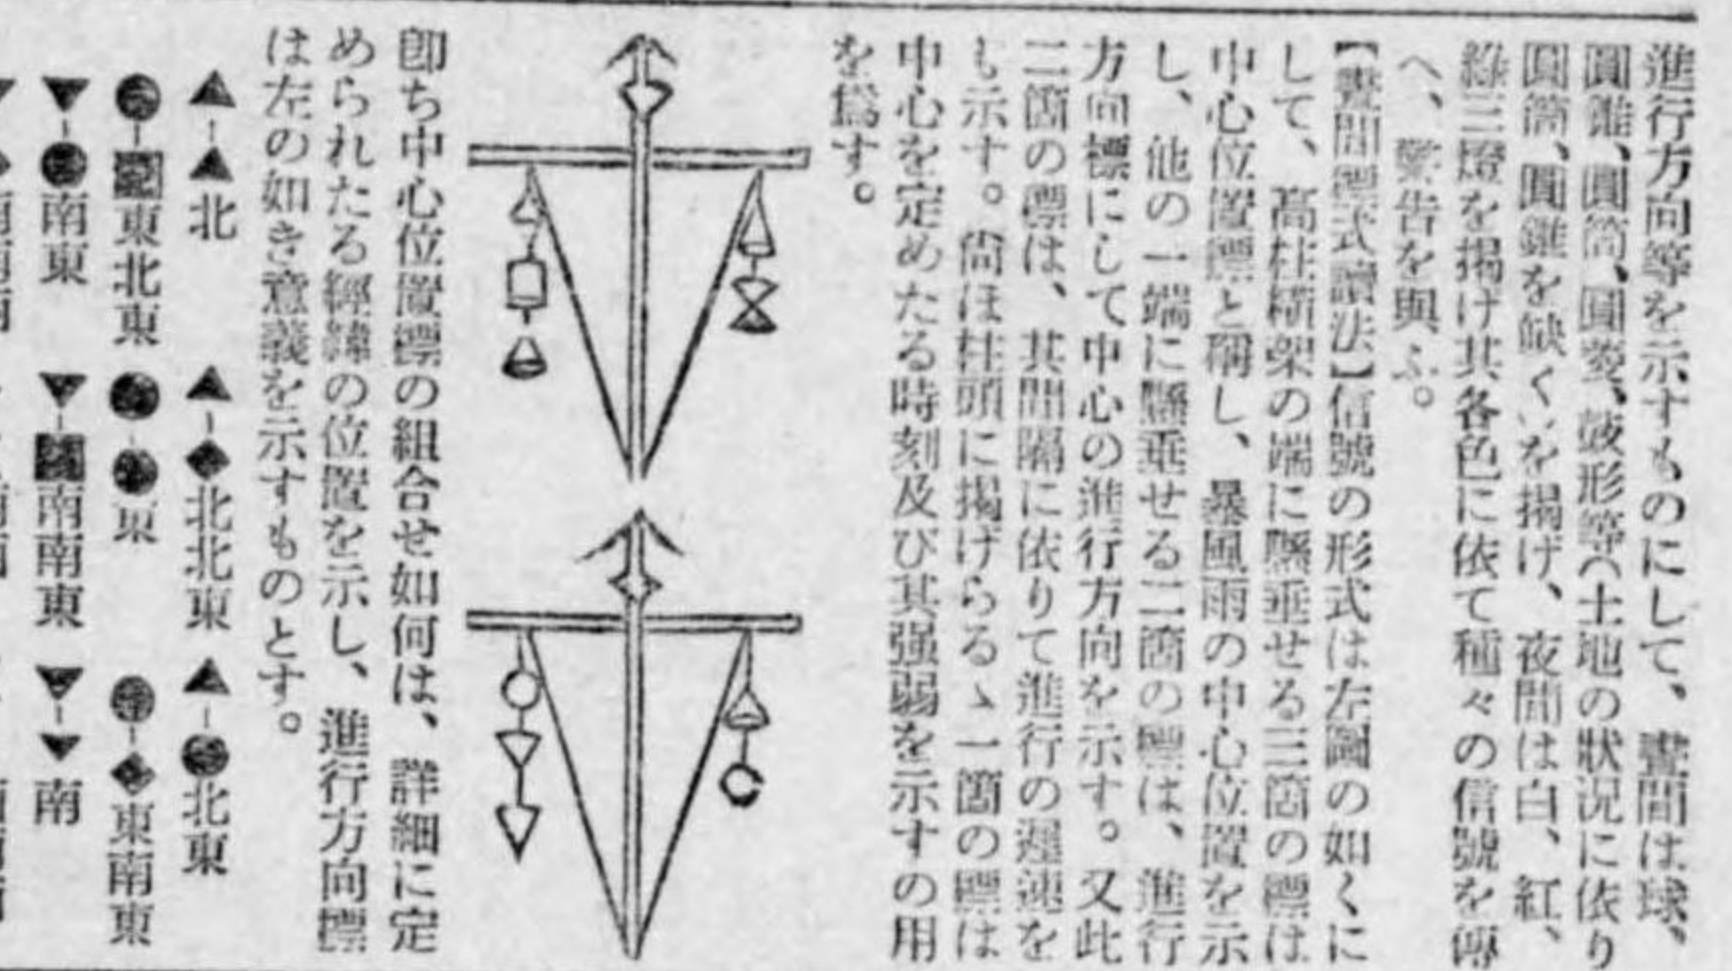 進行方向等を示すものにして、晝間は球、
圓錐、圓筒、圓菱、鼓形等(土地の狀況に依り
圓筒、圓錐を缺くゝを揭げ、夜間は白、紅、
綠三燈を揭げ其各色に依て種々の信號を傳
へ、警告を與ふ。
【晝間標式讀法】信號の形式は左圖の如くに
して、高柱橫架の端に懸垂せる三箇の標は
中心位置標と稱し、暴風雨の中心位置を示
し、他の一端に懸垂せる二箇の標は、進行
方向標にして中心の進行方向を示す。又此
二箇の標は、其間隔に依りて進行の遲速を
も示す。尙ほ柱頭に揭げらるゝ一箇の標は
中心を定めたる時刻及び其强弱を示すの用
を爲す。
卽ち中心位置標の組合せ如何は、詳細に定
められたる經緯の位置を示し、進行方向標
は左の如き意義を示すものとす。
▲-▲北 ▲-◆北北東 ▲-●北東
●-■東北東 ●-●東 ●-◆東南東
▼-●南東 ▼-■南南東 ▼-▼南